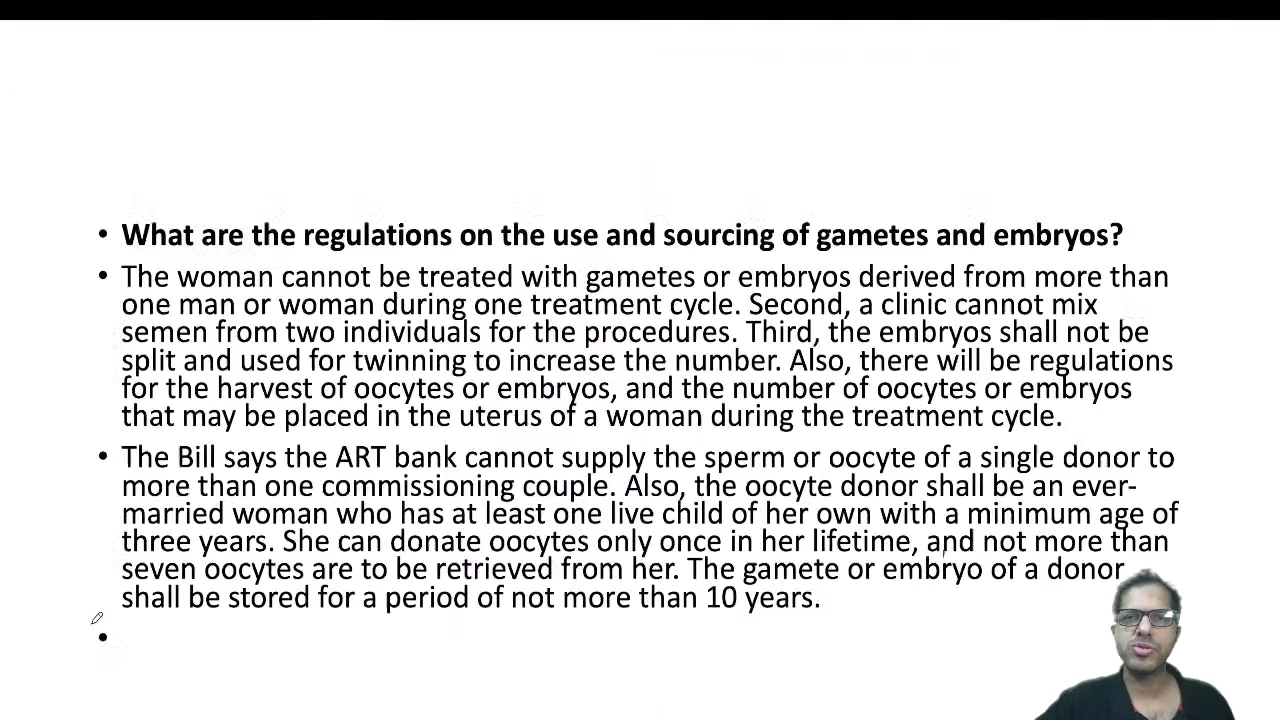 • What are the regulations on the use and sourcing of gametes and embryos?
• The woman cannot be treated with gametes or embryos derived from more than
one man or woman during one treatment cycle. Second, a clinic cannot mix
semen from two individuals for the procedures. Third, the embryos shall not be
split and used for twinning to increase the number. Also, there will be regulations
for the harvest of oocytes or embryos, and the number of oocytes or embryos
that may be placed in the uterus of a woman during the treatment cycle.
• The Bill says the ART bank cannot supply the sperm or oocyte of a single donor to
more than one commissioning couple. Also, the oocyte donor shall be an ever-
married woman who has at least one live child of her own with a minimum age of
three years. She can donate oocytes only once in her lifetime, and not more than
seven oocytes are to be retrieved from her. The gamete or embryo of a donor
shall be stored for a period of not more than 10 years.
•